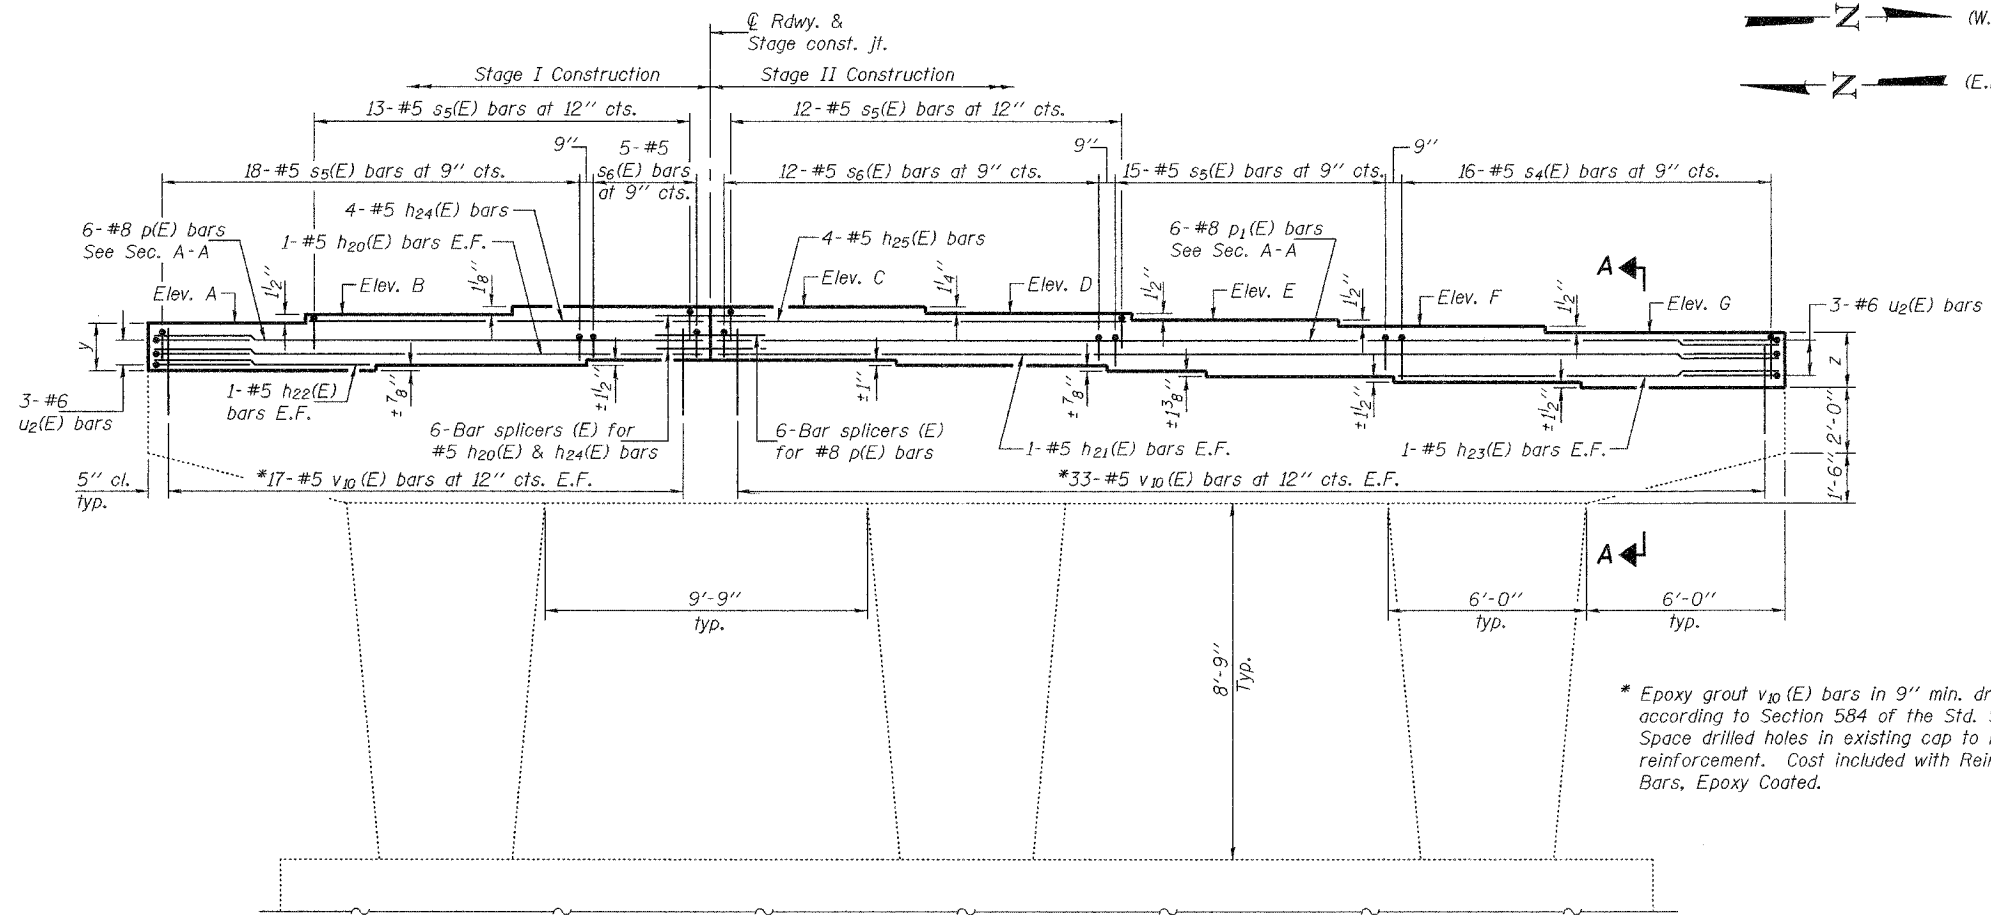 ℄ Rdwy. &
Stage const. jt.
N
(W.
N
(E.
Stage I Construction
Stage II Construction
13- #5 s5(E) bars at 12" cts.
12- #5 s5(E) bars at 12" cts.
9"
5- #5
s6(E) bars
at 9" cts.
9"
9"
18- #5 s5(E) bars at 9" cts.
12- #5 s6(E) bars at 9" cts.
15- #5 s5(E) bars at 9" cts.
16- #5 s4(E) bars at 9" cts.
4- #5 h24(E) bars
6- #8 p(E) bars
See Sec. A-A
1- #5 h20(E) bars E.F.
4- #5 h25(E) bars
6- #8 p1(E) bars
See Sec. A-A
A
Elev. A
1½"
Elev. B
1⅛"
Elev. C
1¼"
Elev. D
1½"
Elev. E
1½"
Elev. F
1½"
Elev. G
3- #6 u2(E) bars
y
z
3- #6
u2(E) bars
1- #5 h22(E)
bars E.F.
±⅞"
±1½"
±1"
±⅞"
±1⅜"
±1½"
±1½"
6-Bar splicers (E) for
#5 h20(E) & h24(E) bars
6-Bar splicers (E)
for #8 p(E) bars
1- #5 h21(E) bars E.F.
1- #5 h23(E) bars E.F.
2'-0"
1'-6"
5" cl.
typ.
*17- #5 v10(E) bars at 12" cts. E.F.
*33- #5 v10(E) bars at 12" cts. E.F.
A
9'-9"
typ.
6'-0"
typ.
6'-0"
typ.
8'-9"
Typ.
* Epoxy grout v10(E) bars in 9" min.
according to Section 584 of the Std.
Space drilled holes in existing cap to
reinforcement. Cost included with
Bars, Epoxy Coated.